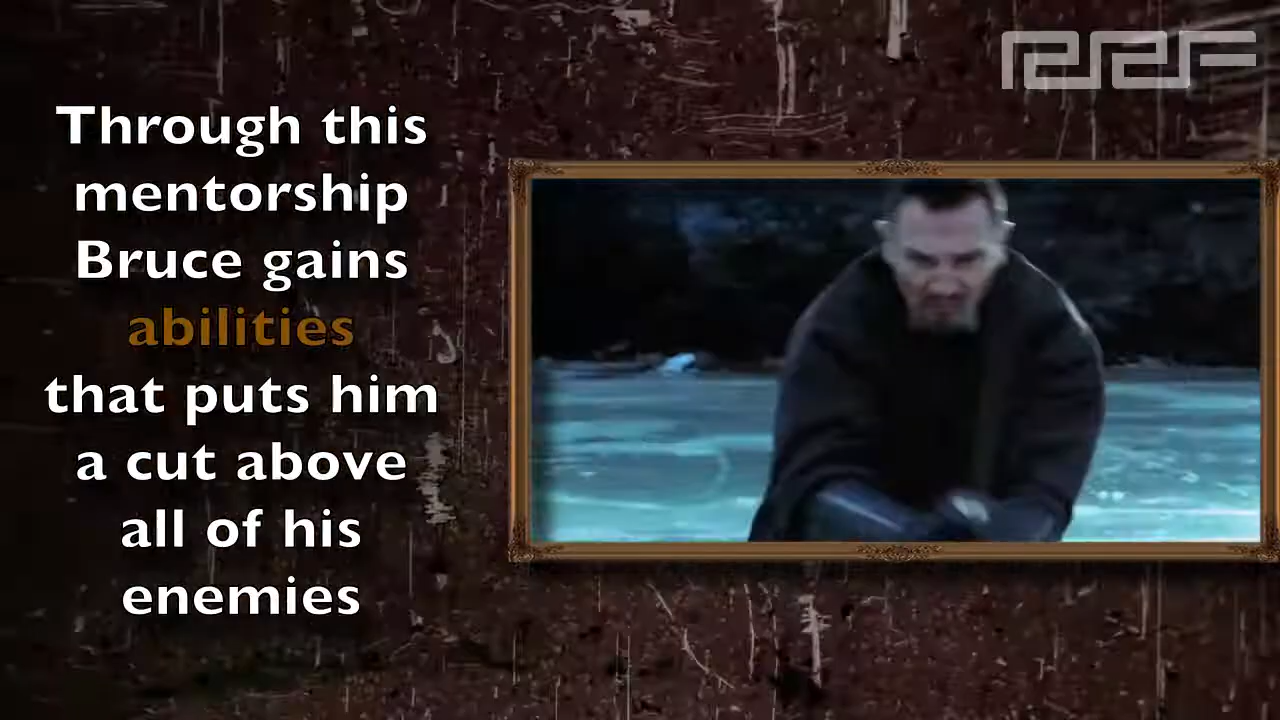 Through this
mentorship
Bruce gains
abilities
that puts him
a cut above
all of his
enemies